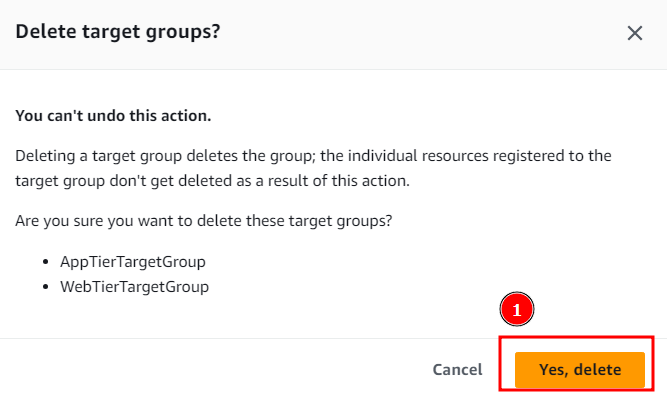 Delete target groups?
You can't undo this action.
Deleting a target group deletes the group; the individual resources registered to the
target group don't get deleted as a result of this action.
Are you sure you want to delete these target groups?
• AppTierTargetGroup
• WebTierTargetGroup
1
Cancel
Yes, delete